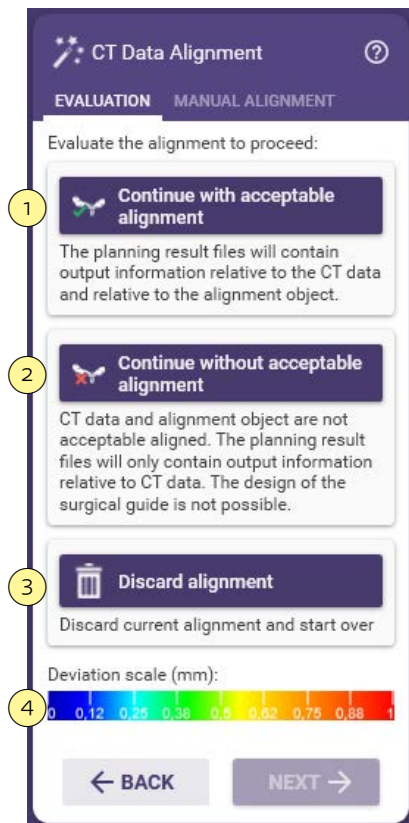 CT Data Alignment
EVALUATION MANUAL ALIGNMENT
Evaluate the alignment to proceed:
1
Continue with acceptable
alignment
The planning result files will contain
output information relative to the CT data
and relative to the alignment object.
2
Continue without acceptable
alignment
CT data and alignment object are not
acceptable aligned. The planning result
files will only contain output information
relative to CT data. The design of the
surgical guide is not possible.
3
Discard alignment
Discard current alignment and start over
Deviation scale (mm):
4
0 0,12 0,25 0,38 0,5 0,62 0,75 0,88 1
BACK NEXT